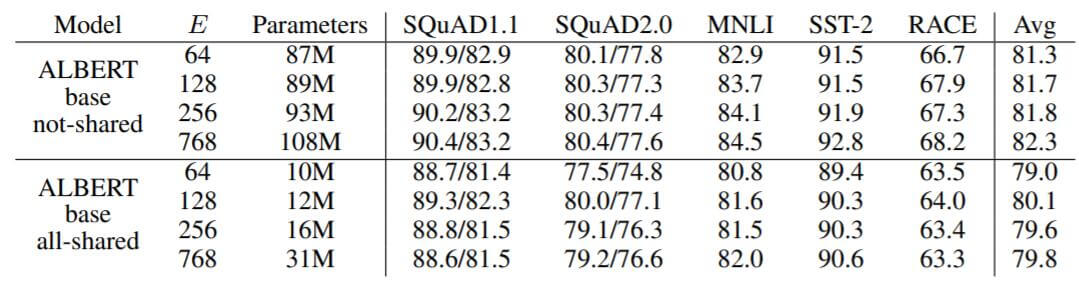 Model E Parameters SQuAD1.1 SQuAD2.0 MNLI SST-2 RACE Avg
ALBERT base not-shared
64 87M 89.9/82.9 80.1/77.8 82.9 91.5 66.7 81.3
128 89M 89.9/82.8 80.3/77.3 83.7 91.5 67.9 81.7
256 93M 90.2/83.2 80.3/77.4 84.1 91.9 67.3 81.8
768 108M 90.4/83.2 80.4/77.6 84.5 92.8 68.2 82.3
ALBERT base all-shared
64 10M 88.7/81.4 77.5/74.8 80.8 89.4 63.5 79.0
128 12M 89.3/82.3 80.0/77.1 81.6 90.3 64.0 80.1
256 16M 88.8/81.5 79.1/76.3 81.5 90.3 63.4 79.6
768 31M 88.6/81.5 79.2/76.6 82.0 90.6 63.3 79.8